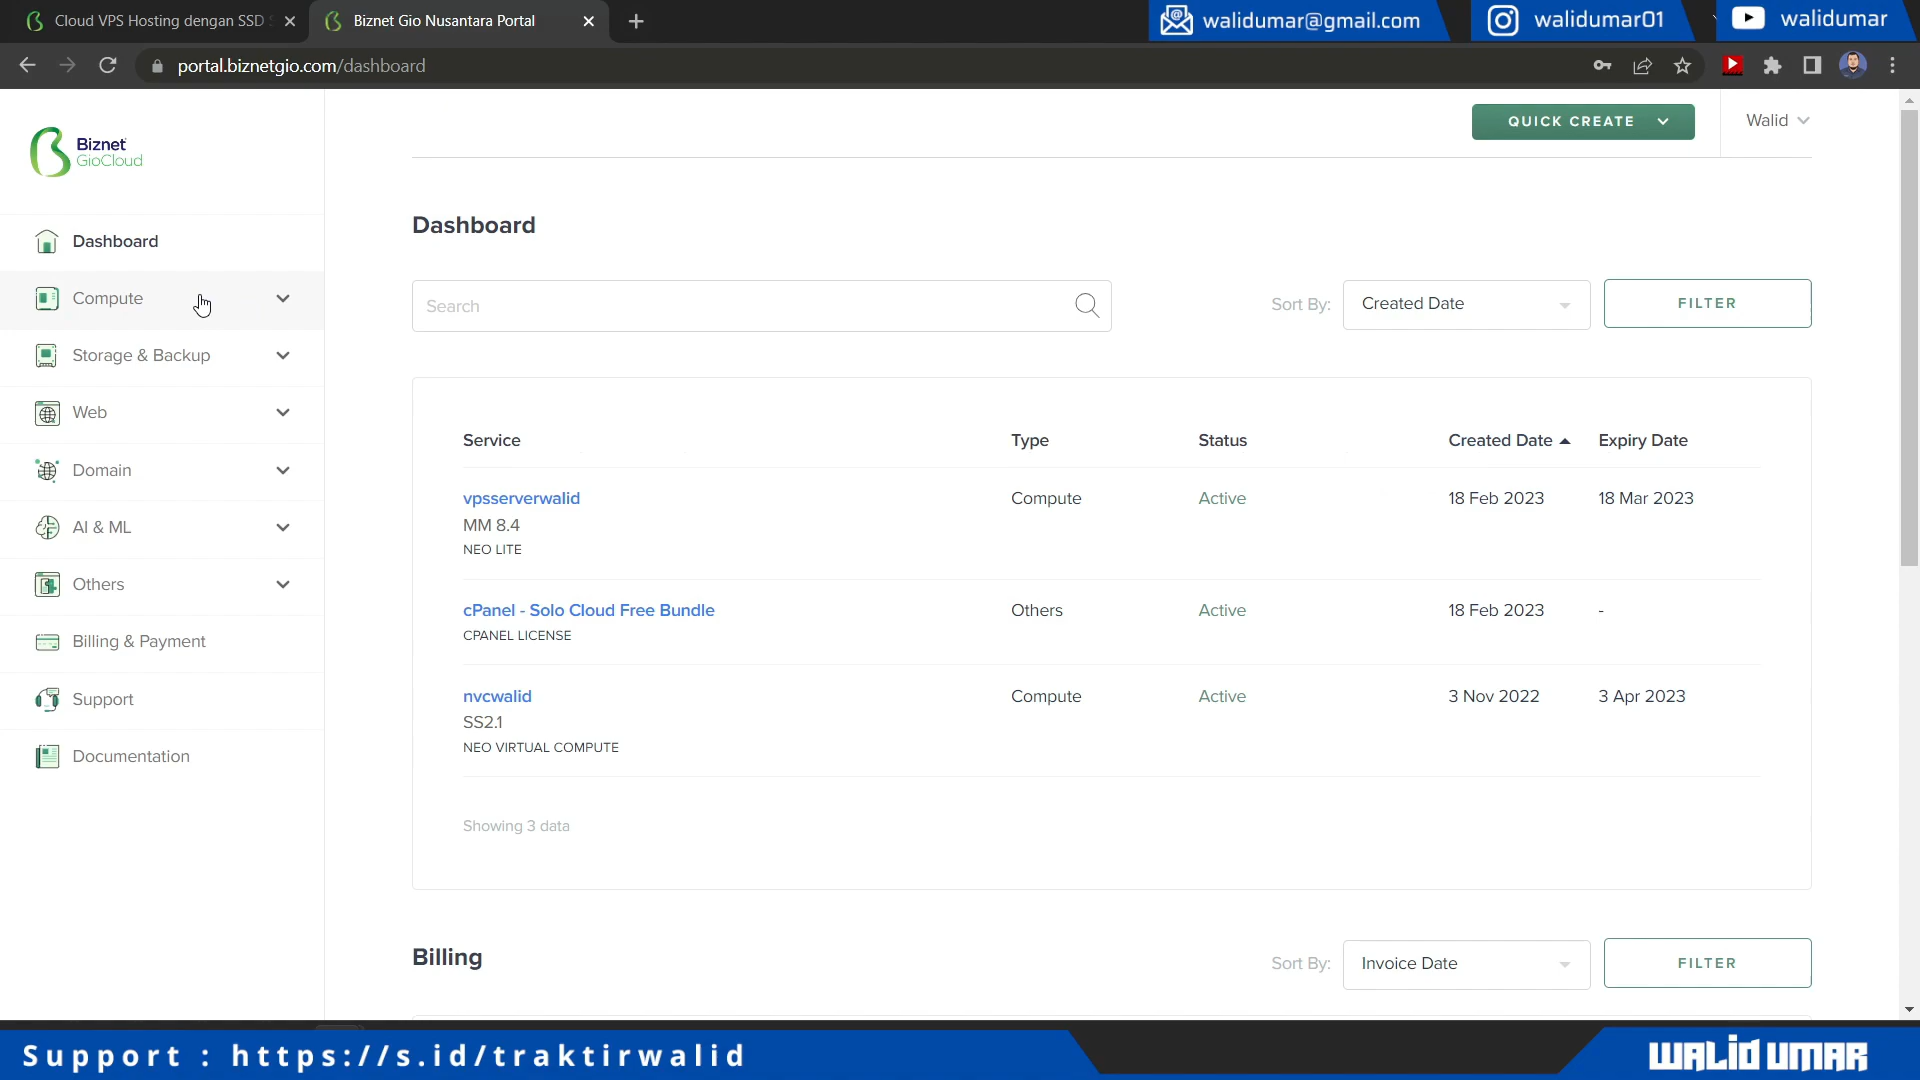 Cloud VPS Hosting dengan SSD
Biznet Gio Nusantara Portal
walidumar@gmail.com
walidumar01
walidumar
portal.biznetgio.com/dashboard
Biznet
GioCloud
QUICK CREATE
Walid
Dashboard
Compute
Storage & Backup
Web
Domain
AI & ML
Others
Billing & Payment
Support
Documentation
Dashboard
Search
Sort By:
Created Date
FILTER
Service Type Status Created Date Expiry Date
vpsserverwalid Compute Active 18 Feb 2023 18 Mar 2023
MM 8.4
NEO LITE
cPanel - Solo Cloud Free Bundle Others Active 18 Feb 2023 -
CPANEL LICENSE
nvcwalid Compute Active 3 Nov 2022 3 Apr 2023
SS2.1
NEO VIRTUAL COMPUTE
Showing 3 data
Billing
Sort By:
Invoice Date
FILTER
Support : https://s.id/traktirwalid
WALID UMAR